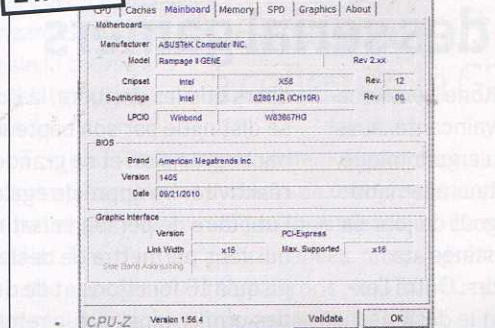 CPU Caches Mainboard Memory SPD Graphics About
Motherboard
Manufacturer ASUSTeK Computer INC.
Model Rampage II GENE Rev 2.xx
Chipset Intel X58 Rev. 12
Southbridge Intel 82801JR (ICH10R) Rev. 00
LPCIO Winbond W83667HG
BIOS
Brand American Megatrends Inc.
Version 1405
Date 09/21/2010
Graphic Interface
Version PCI-Express
Link Width x16 Max. Supported x16
Side Band Addressing
CPU-Z Version 1.56.4 Validate OK